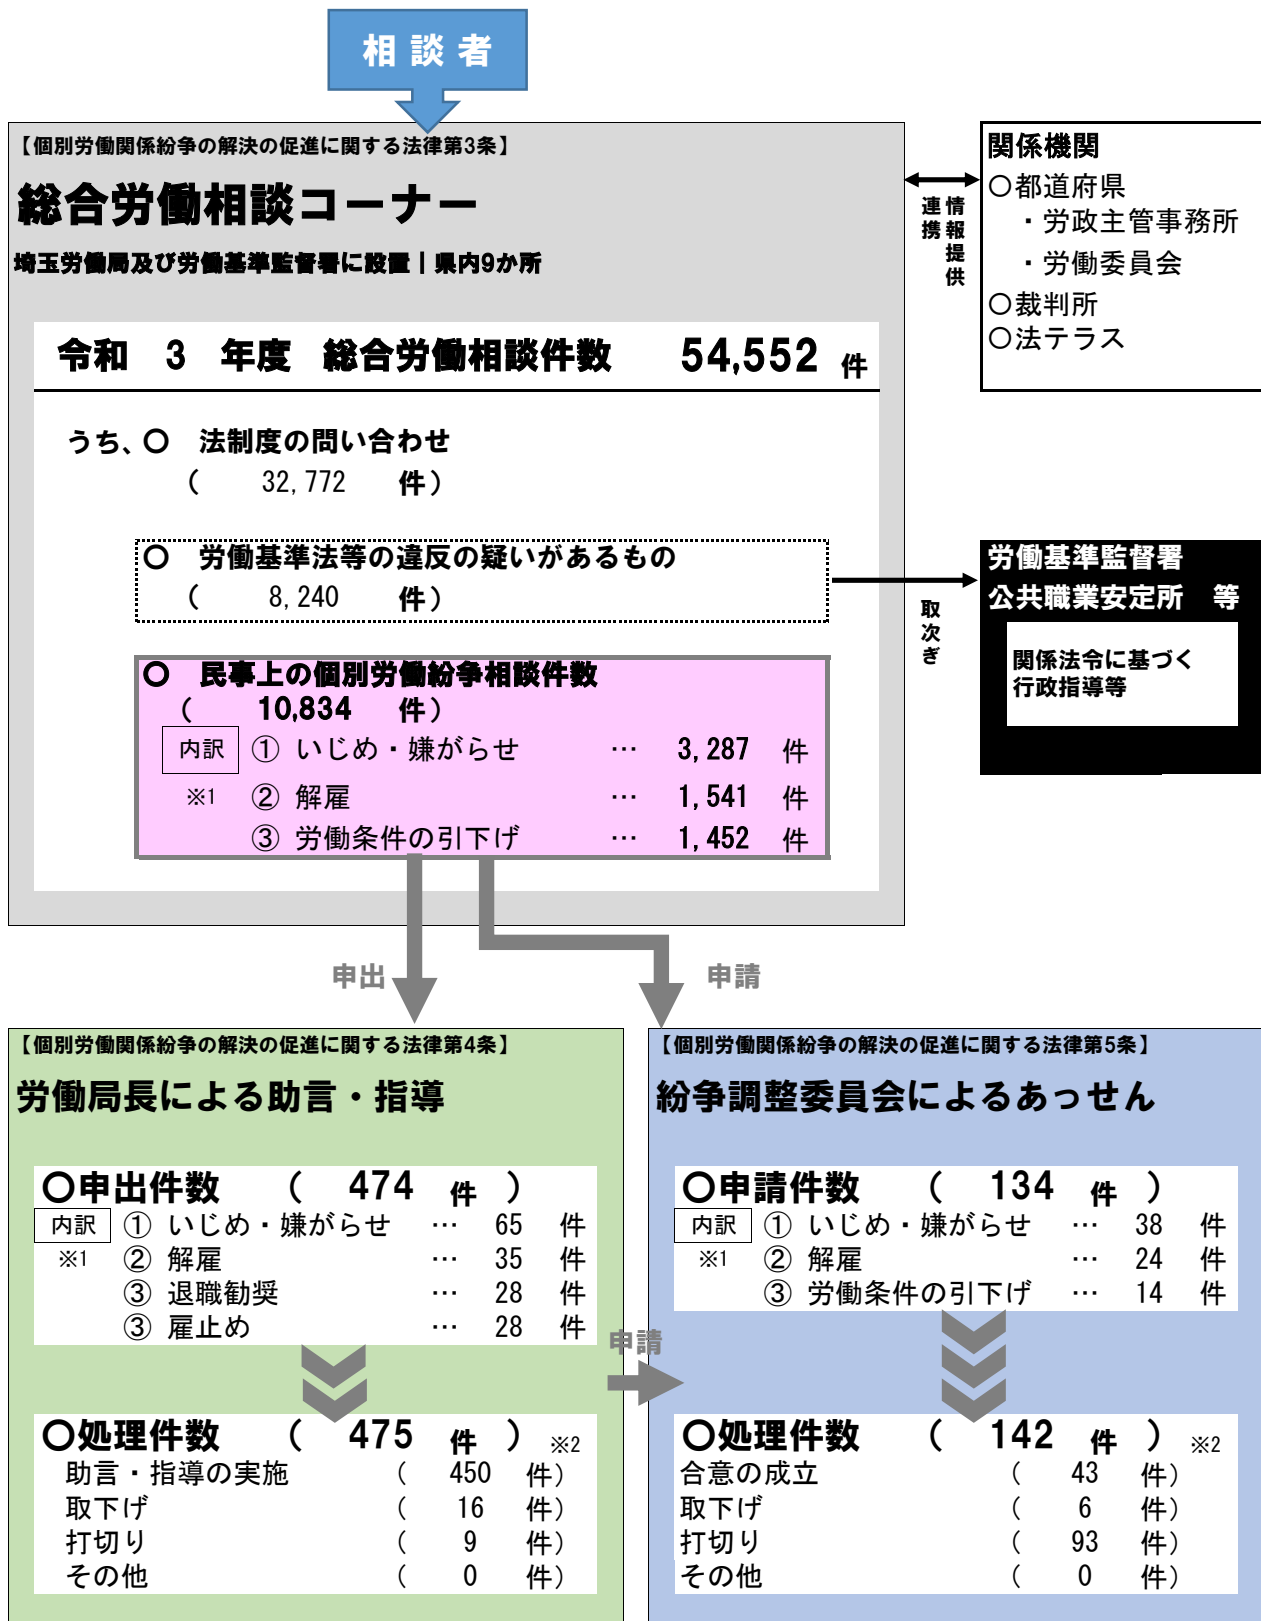 相談者
【個別労働関係紛争の解決の促進に関する法律第3条】
総合労働相談コーナー
埼玉労働局及び労働基準監督署に設置｜県内9か所
令和　3　年度　総合労働相談件数　54,552 件
うち、〇　法制度の問い合わせ
（　32,772　件）
〇　労働基準法等の違反の疑いがあるもの
（　8,240　件）
〇　民事上の個別労働紛争相談件数
（　10,834　件）
内訳 ① いじめ・嫌がらせ … 3,287 件
※1 ② 解雇 … 1,541 件
③ 労働条件の引下げ … 1,452 件
情報提供
連携
関係機関
〇都道府県
・労政主管事務所
・労働委員会
〇裁判所
〇法テラス
取次ぎ
労働基準監督署
公共職業安定所　等
関係法令に基づく
行政指導等
申出
申請
【個別労働関係紛争の解決の促進に関する法律第4条】
労働局長による助言・指導
〇申出件数　（　474　件　）
内訳 ① いじめ・嫌がらせ … 65 件
※1 ② 解雇 … 35 件
③ 退職勧奨 … 28 件
③ 雇止め … 28 件
〇処理件数　（　475　件　） ※2
助言・指導の実施　（　450　件）
取下げ　（　16　件）
打切り　（　9　件）
その他　（　0　件）
申請
【個別労働関係紛争の解決の促進に関する法律第5条】
紛争調整委員会によるあっせん
〇申請件数　（　134　件　）
内訳 ① いじめ・嫌がらせ … 38 件
※1 ② 解雇 … 24 件
③ 労働条件の引下げ … 14 件
〇処理件数　（　142　件　） ※2
合意の成立　（　43　件）
取下げ　（　6　件）
打切り　（　93　件）
その他　（　0　件）